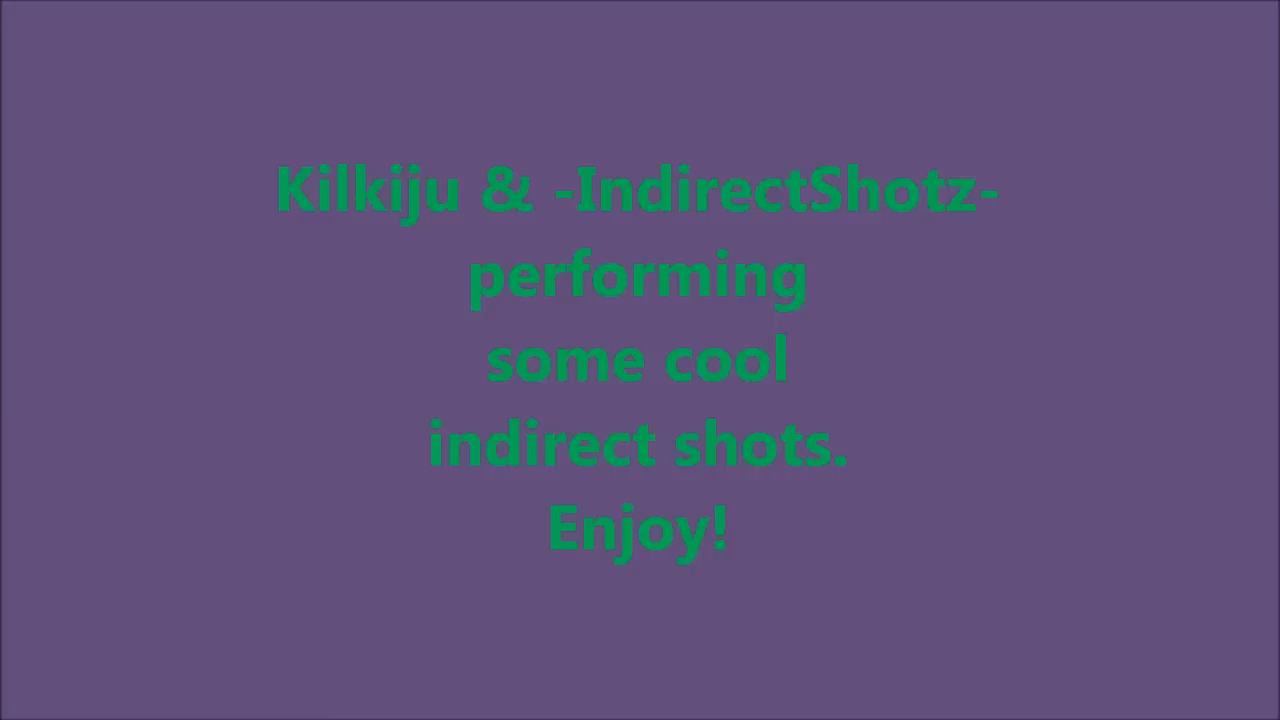 Kilkiju & -IndirectShotz-
performing
some cool
indirect shots.
Enjoy!